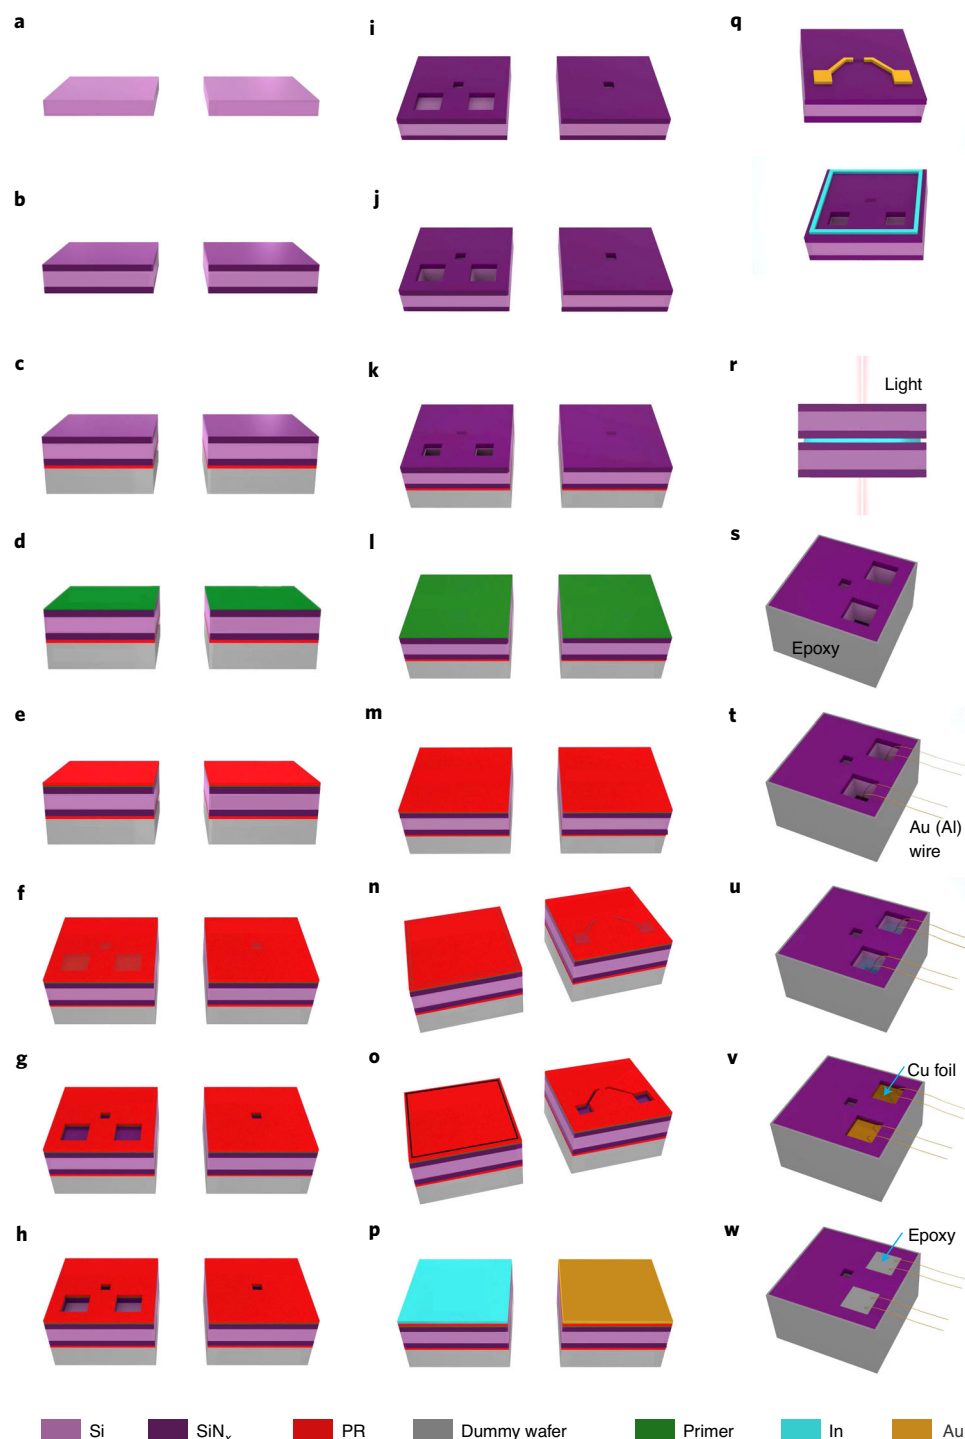 a
b
c
d
e
f
g
h
i
j
k
l
m
n
o
p
q
r
Light
s
Epoxy
t
Au (Al)
wire
u
v
Cu foil
w
Epoxy
Si
SiNₓ
PR
Dummy wafer
Primer
In
Au